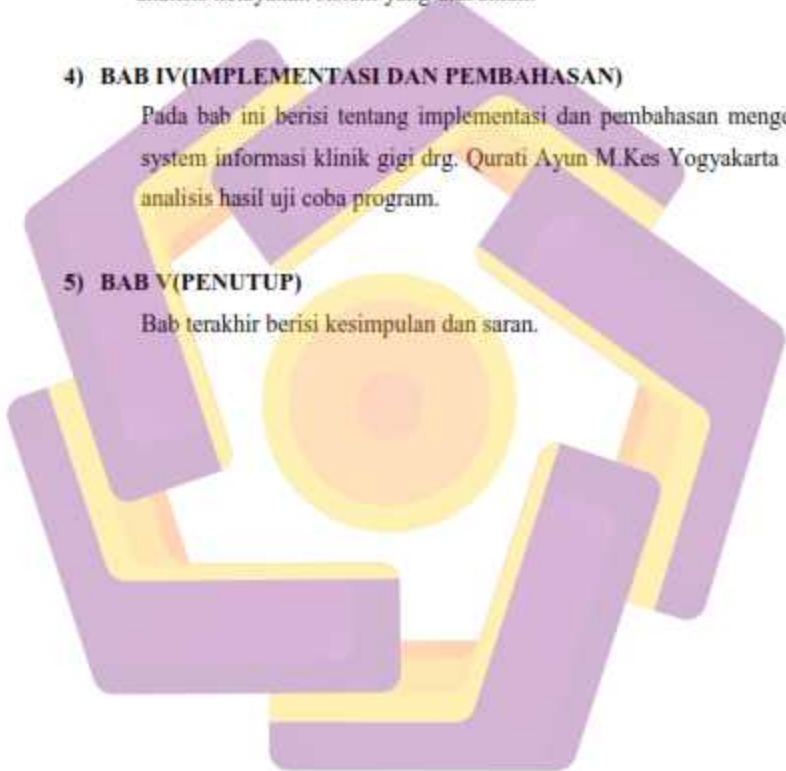 4) BAB IV(IMPLEMENTASI DAN PEMBAHASAN)
Pada bab ini berisi tentang implementasi dan pembahasan menge
system informasi klinik gigi drg. Qurati Ayun M.Kes Yogyakarta
analisis hasil uji coba program.
5) BAB V(PENUTUP)
Bab terakhir berisi kesimpulan dan saran.